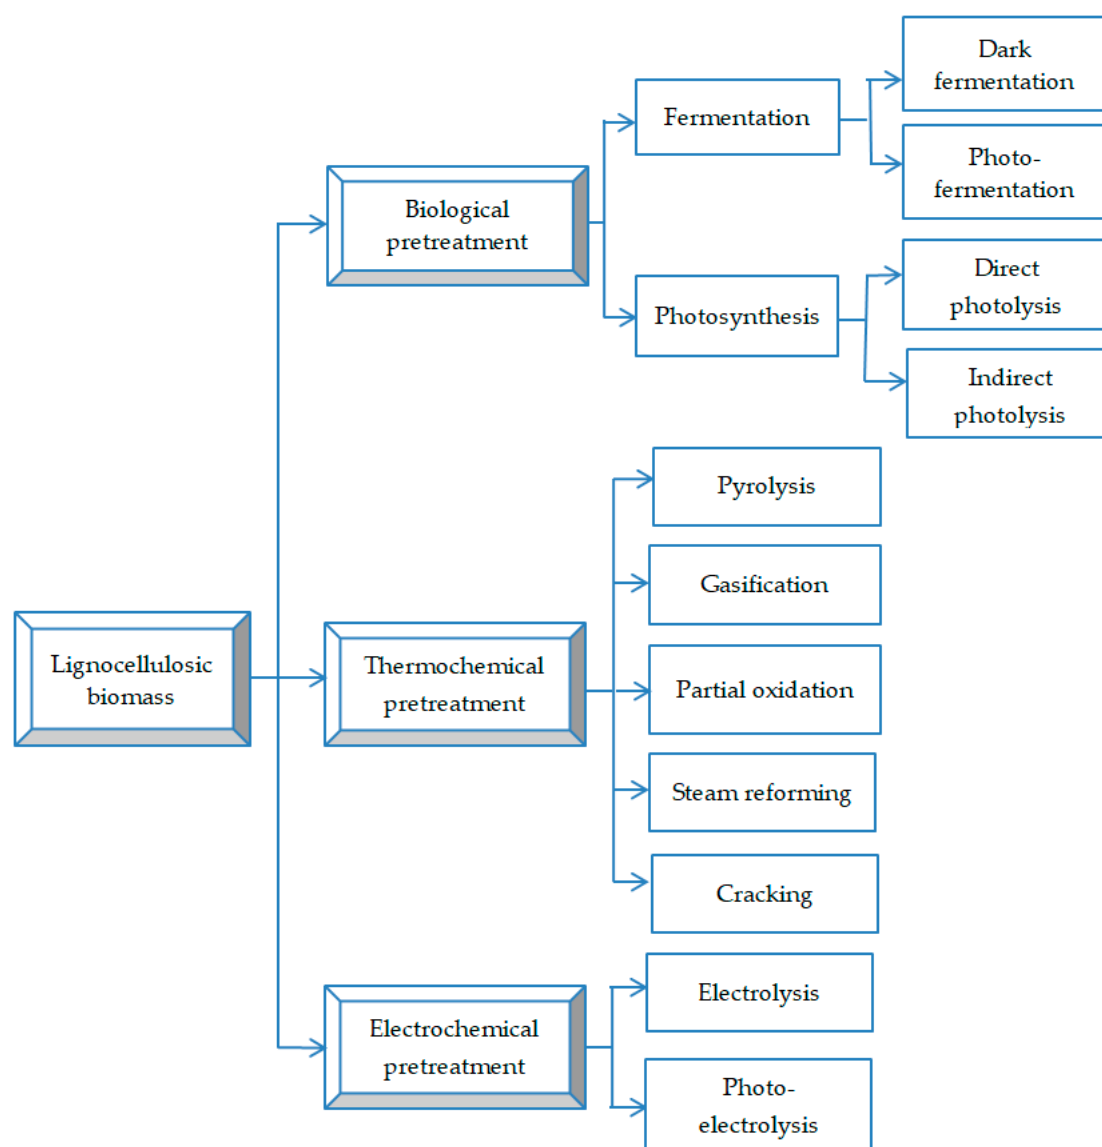 Dark
fermentation
Fermentation
Photo-
fermentation
Biological
pretreatment
Direct
photolysis
Photosynthesis
Indirect
photolysis
Pyrolysis
Gasification
Lignocellulosic
biomass
Thermochemical
pretreatment
Partial oxidation
Steam reforming
Cracking
Electrolysis
Electrochemical
pretreatment
Photo-
electrolysis